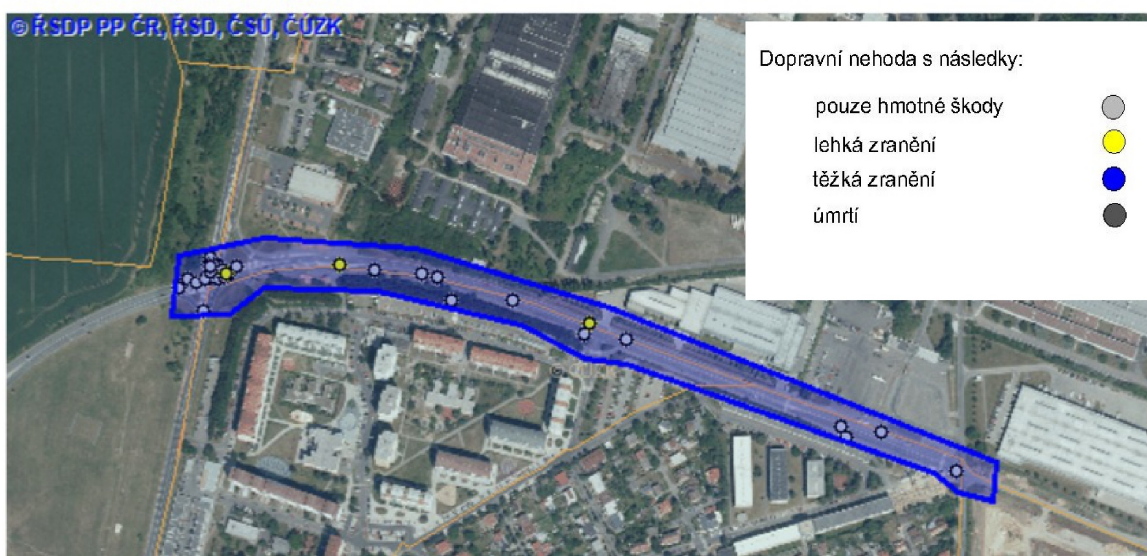 © ŘSDP PP ČR, ŘSD, ČSÚ, ČÚZK
Dopravní nehoda s následky:
pouze hmotné škody
lehká zranění
těžká zranění
úmrtí